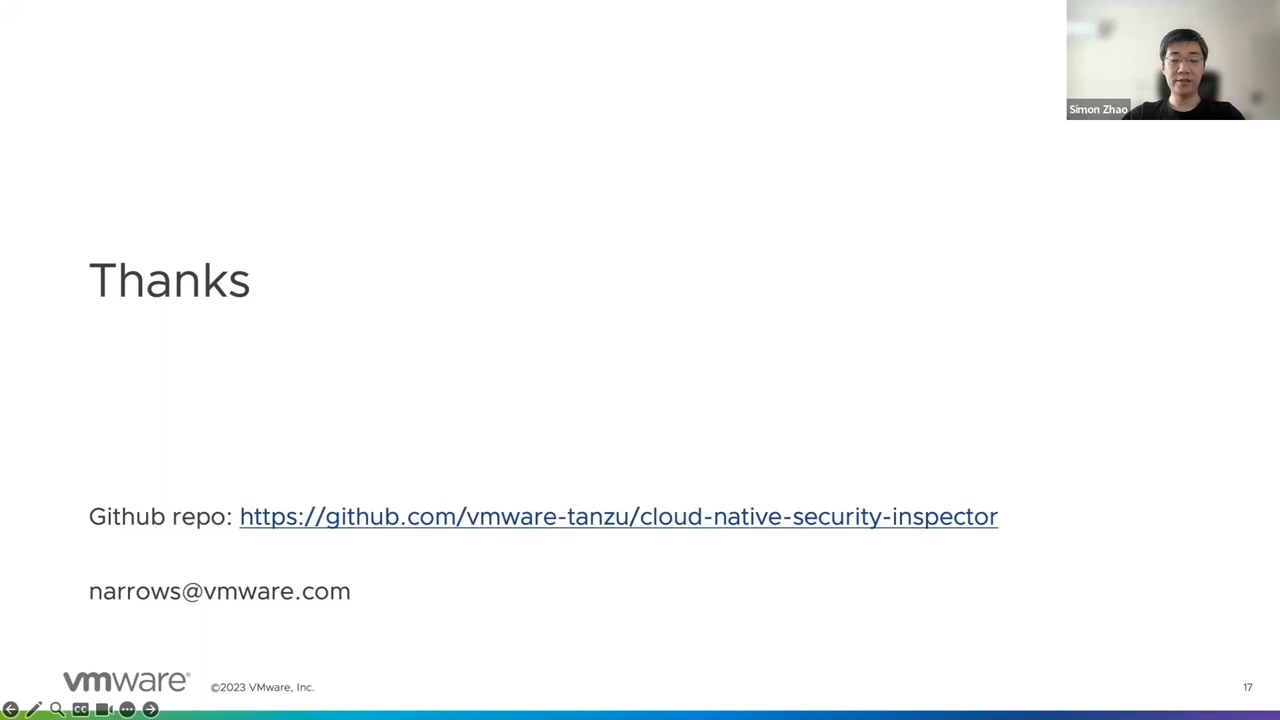 Simon Zhao
Thanks
Github repo: https://github.com/vmware-tanzu/cloud-native-security-inspector
narrows@vmware.com
vmware®
©2023 VMware, Inc.
17
CC